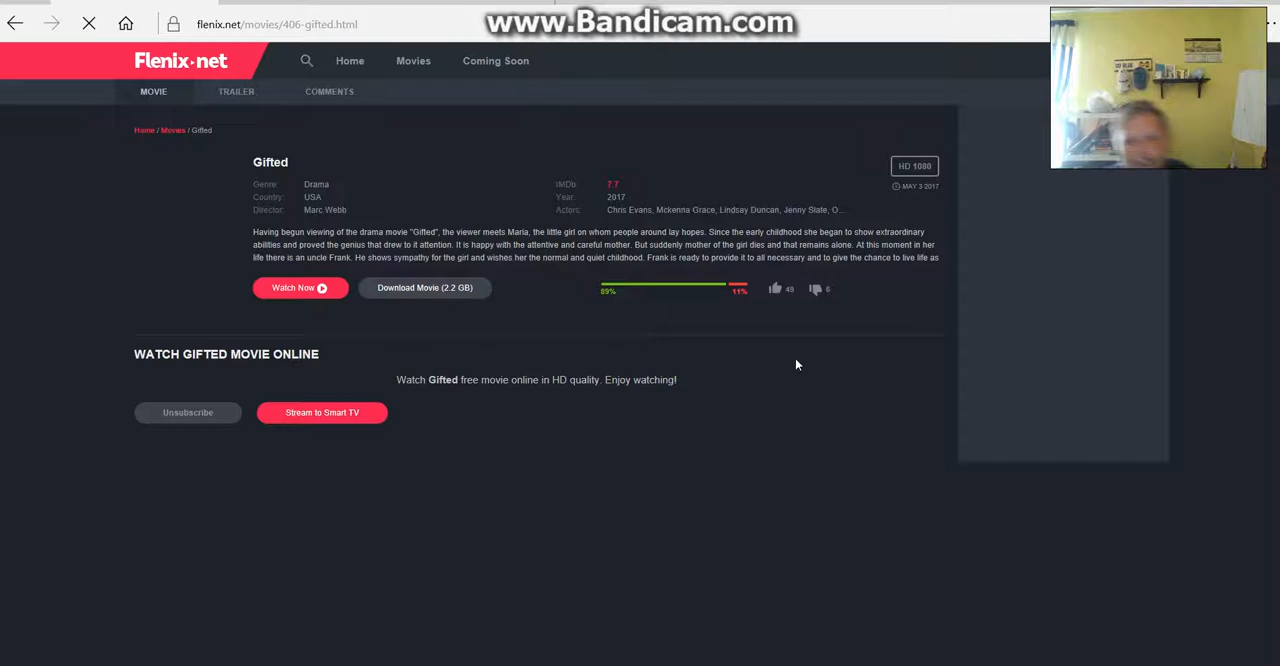 www.Bandicam.com
flenix.net/movies/406-gifted.html
Flenix.net
Home
Movies
Coming Soon
MOVIE
TRAILER
COMMENTS
Home / Movies / Gifted
Gifted
HD 1080
MAY 3 2017
Genre: Drama
Country: USA
Director: Marc Webb
IMDb: 7.7
Year: 2017
Actors: Chris Evans, Mckenna Grace, Lindsay Duncan, Jenny Slate, O...
Having begun viewing of the drama movie "Gifted", the viewer meets Maria, the little girl on whom people around lay hopes. Since the early childhood she began to show extraordinary
abilities and proved the genius that drew to it attention. It is happy with the attentive and careful mother. But suddenly mother of the girl dies and that remains alone. At this moment in her
life there is an uncle Frank. He shows sympathy for the girl and wishes her the normal and quiet childhood. Frank is ready to provide it to all necessary and to give the chance to live life as
Watch Now
Download Movie (2.2 GB)
89%
11%
49
6
WATCH GIFTED MOVIE ONLINE
Watch Gifted free movie online in HD quality. Enjoy watching!
Unsubscribe
Stream to Smart TV